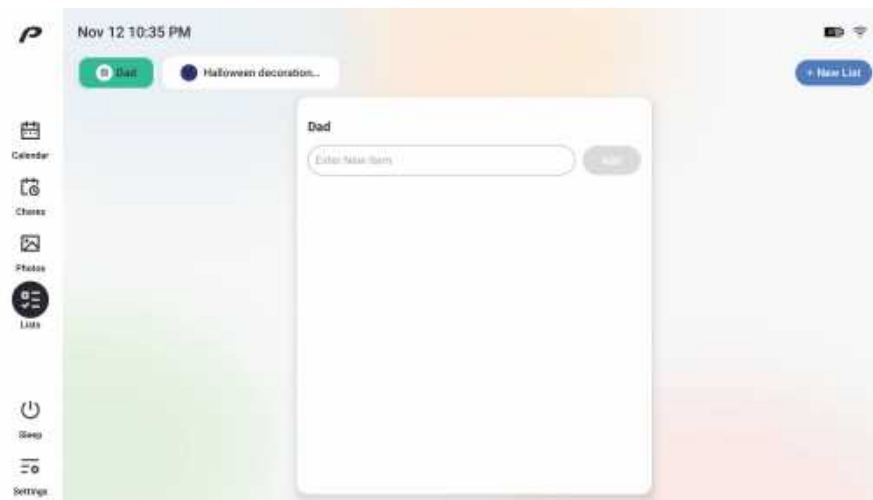 Nov 12 10:35 PM
Dad
Halloween decoration...
+ New List
Calendar
Chores
Photos
Lists
Sleep
Settings
Dad
Enter New Item
Add